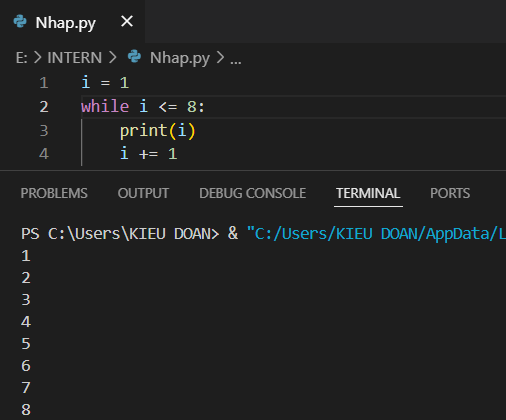 Nhap.py ×
E: > INTERN > Nhap.py > ...
1 i = 1
2 while i <= 8:
3     print(i)
4     i += 1
PROBLEMS OUTPUT DEBUG CONSOLE TERMINAL PORTS
PS C:\Users\KIEU DOAN> & "C:/Users/KIEU DOAN/AppData/L
1
2
3
4
5
6
7
8